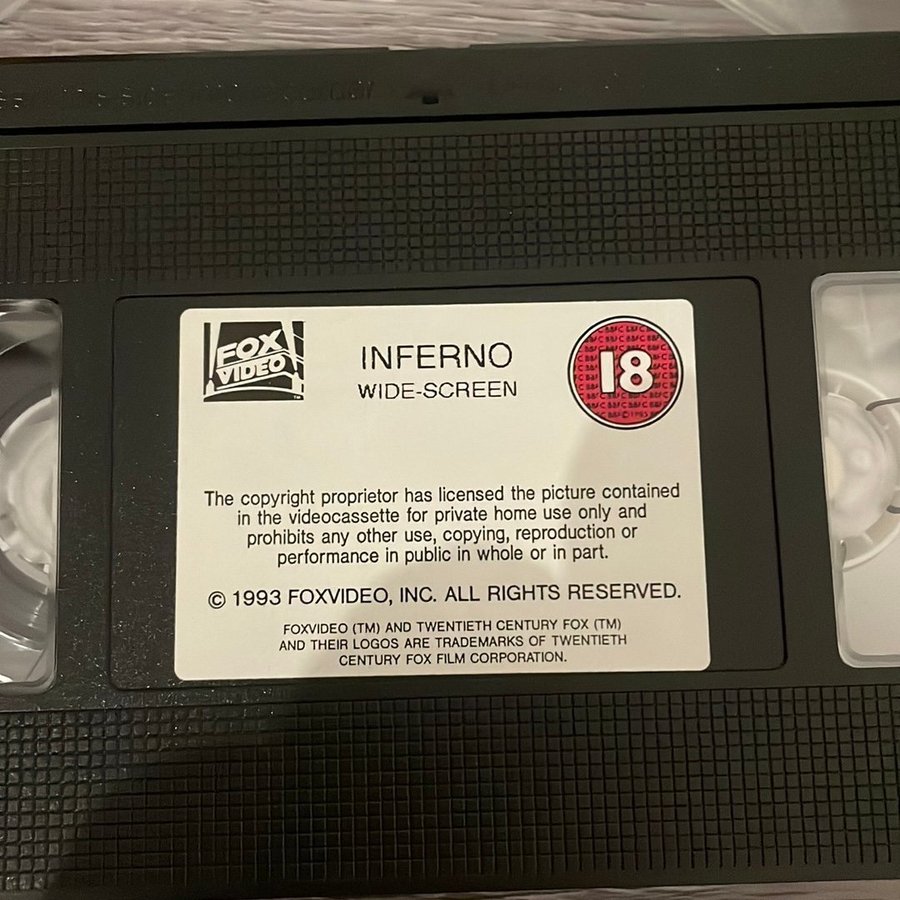 FOX
VIDEO
TM
INFERNO
WIDE-SCREEN
18
The copyright proprietor has licensed the picture contained
in the videocassette for private home use only and
prohibits any other use, copying, reproduction or
performance in public in whole or in part.
© 1993 FOXVIDEO, INC. ALL RIGHTS RESERVED.
FOXVIDEO (TM) AND TWENTIETH CENTURY FOX (TM)
AND THEIR LOGOS ARE TRADEMARKS OF TWENTIETH
CENTURY FOX FILM CORPORATION.